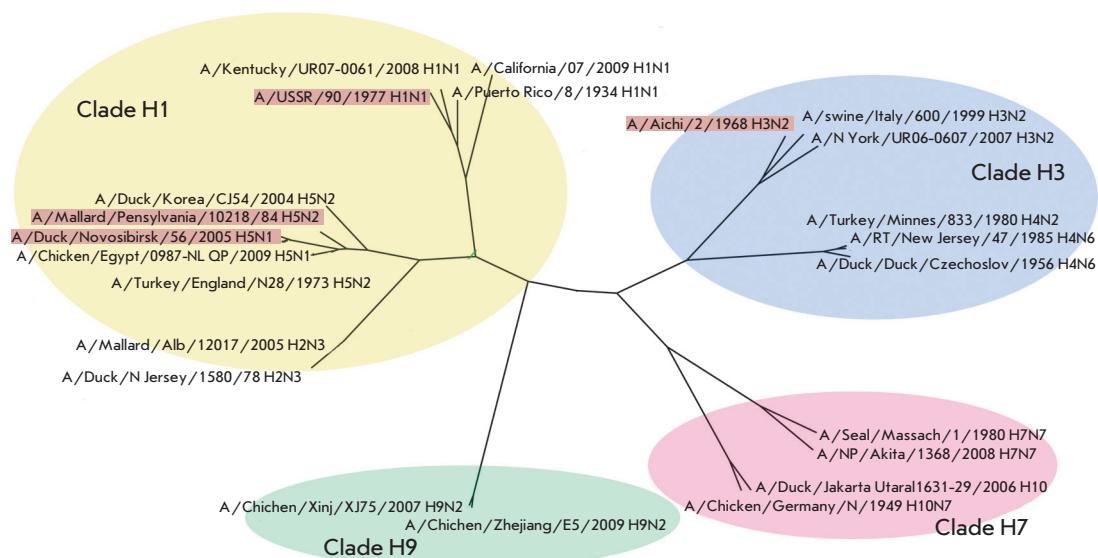 A/Kentucky/UR07-0061/2008 H1N1
A/California/07/2009 H1N1
A/USSR/90/1977 H1N1
A/Puerto Rico/8/1934 H1N1
Clade H1
A/Duck/Korea/CJ54/2004 H5N2
A/Mallard/Pensylvania/10218/84 H5N2
A/Duck/Novosibirsk/56/2005 H5N1
A/Chicken/Egypt/0987-NL QP/2009 H5N1
A/Turkey/England/N28/1973 H5N2
A/Mallard/Alb/12017/2005 H2N3
A/Duck/N Jersey/1580/78 H2N3
A/Aichi/2/1968 H3N2
A/swine/Italy/600/1999 H3N2
A/N York/UR06-0607/2007 H3N2
Clade H3
A/Turkey/Minnes/833/1980 H4N2
A/RT/New Jersey/47/1985 H4N6
A/Duck/Duck/Czechoslov/1956 H4N6
A/Seal/Massach/1/1980 H7N7
A/NP/Akita/1368/2008 H7N7
A/Duck/Jakarta Utaral1631-29/2006 H10
A/Chicken/Germany/N/1949 H10N7
Clade H7
A/Chichen/Xinj/XJ75/2007 H9N2
A/Chichen/Zhejiang/E5/2009 H9N2
Clade H9